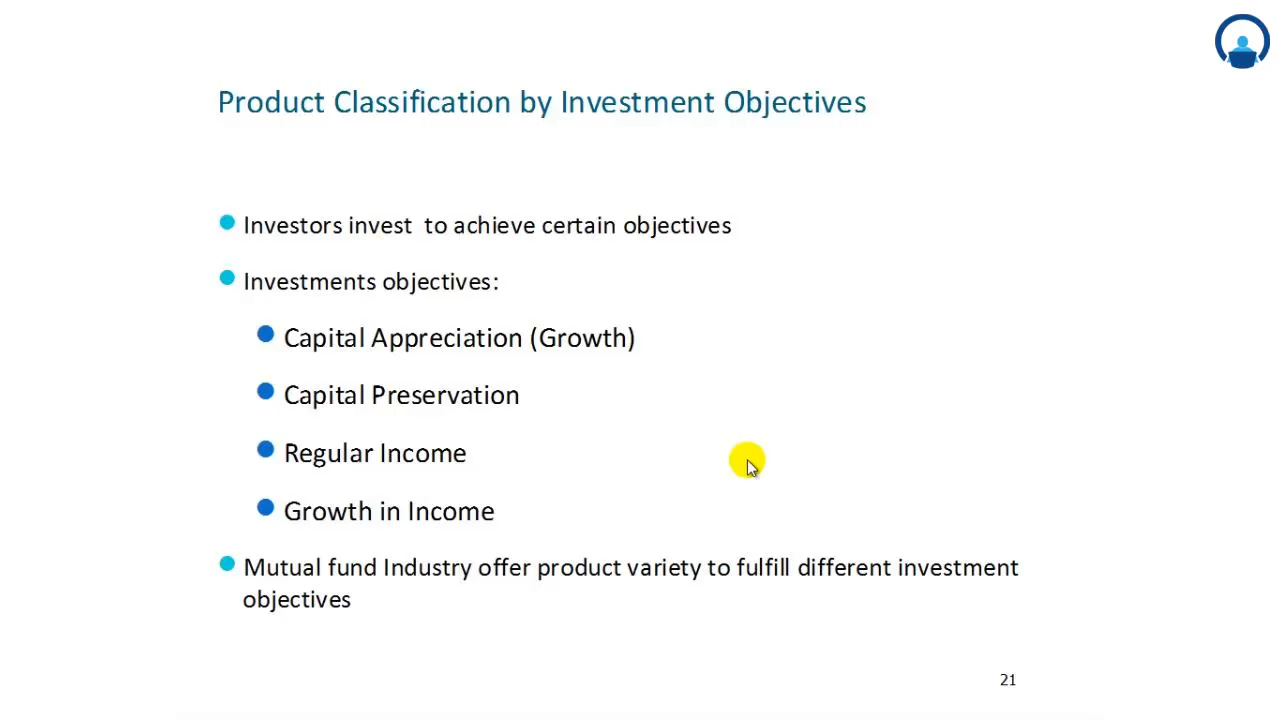 Product Classification by Investment Objectives
Investors invest to achieve certain objectives
Investments objectives:
Capital Appreciation (Growth)
Capital Preservation
Regular Income
Growth in Income
Mutual fund Industry offer product variety to fulfill different investment
objectives
21